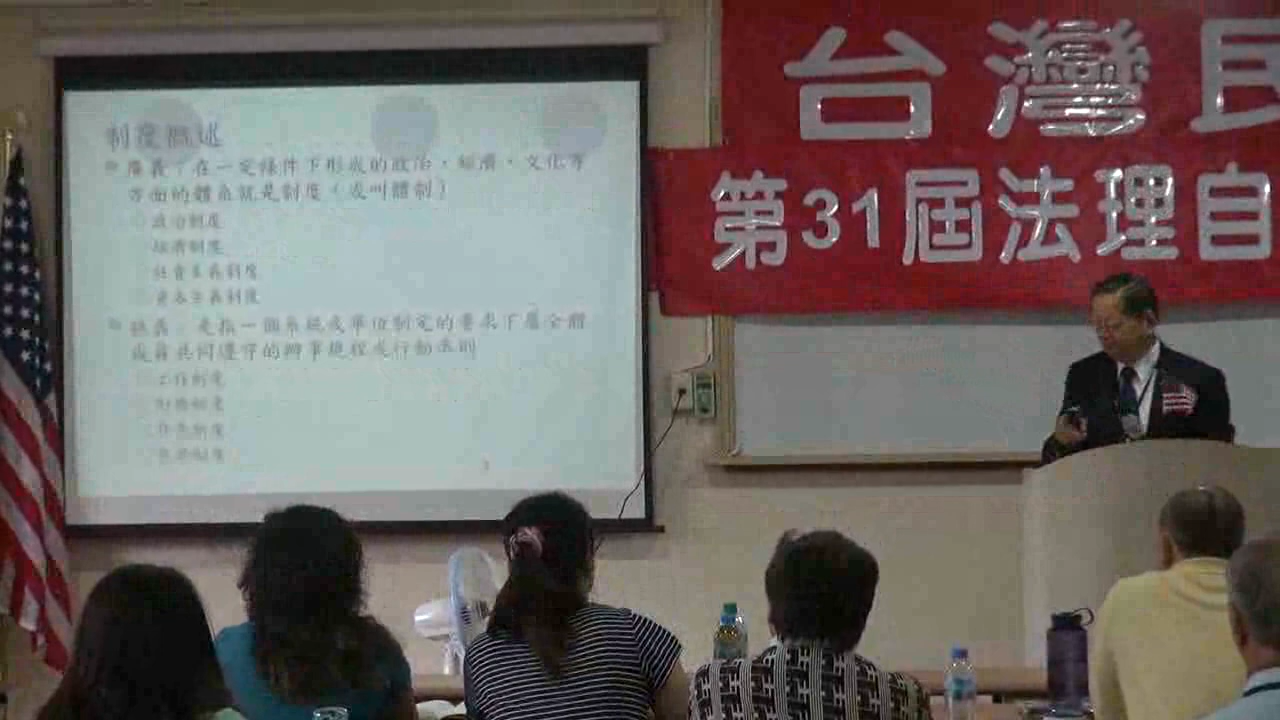 制度概述
廣義：在一定條件下形成的政治、經濟、文化等
等面的體系就是制度（或叫體制）
政治制度
經濟制度
社會主義制度
資本主義制度
狹義：是指一個系統或單位制定的要求下屬全體
成員共同遵守的辦事規程或行動準則
工作制度
財務制度
作息制度
3
台灣民
第31屆法理自